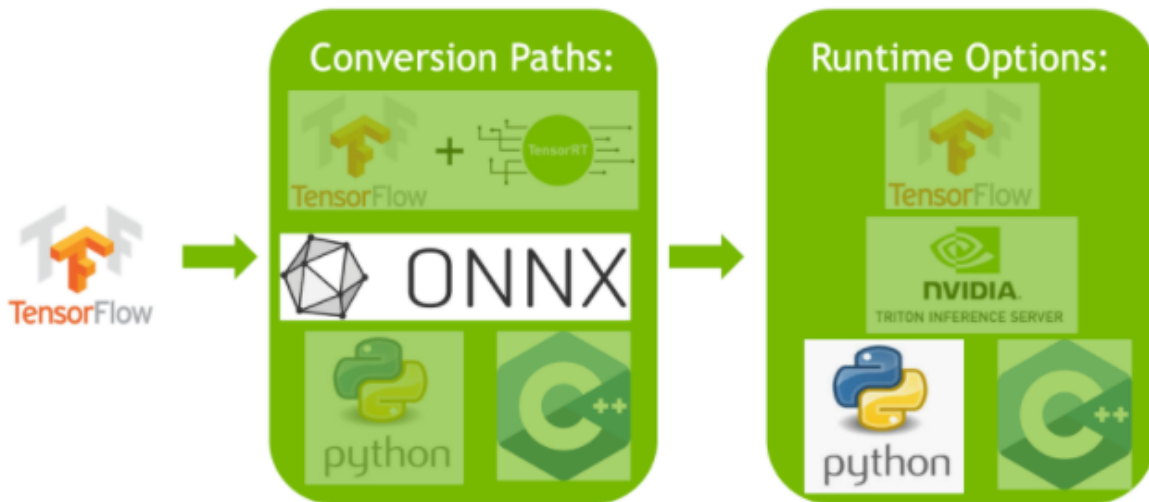 Conversion Paths:
TensorFlow
+
TensorRT
ONNX
python
C++
Runtime Options:
TensorFlow
NVIDIA.
TRITON INFERENCE SERVER
python
C++
TensorFlow